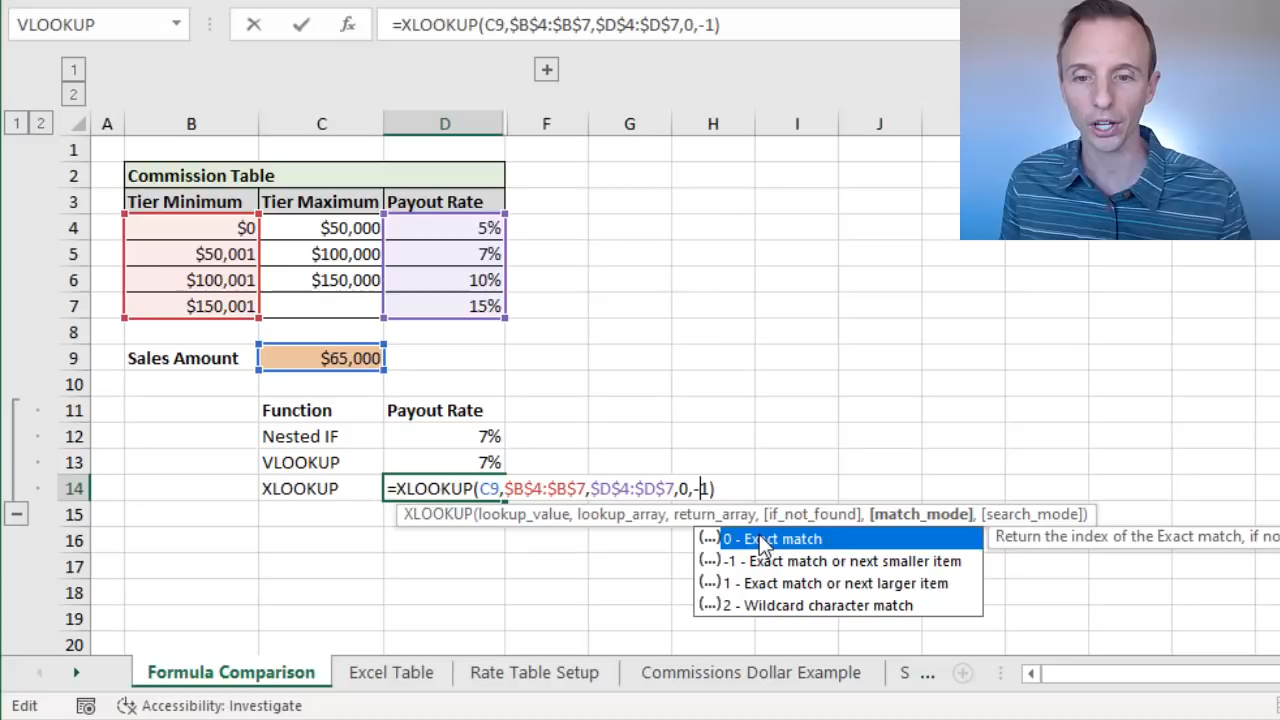 VLOOKUP fx =XLOOKUP(C9,$B$4:$B$7,$D$4:$D$7,0,-1)
1
2
1 2 A B C D F G H I J
1
2 Commission Table
3 Tier Minimum Tier Maximum Payout Rate
4 $0 $50,000 5%
5 $50,001 $100,000 7%
6 $100,001 $150,000 10%
7 $150,001 15%
8
9 Sales Amount $65,000
10
11 Function Payout Rate
12 Nested IF 7%
13 VLOOKUP 7%
14 XLOOKUP =XLOOKUP(C9,$B$4:$B$7,$D$4:$D$7,0,-1)
15 XLOOKUP(lookup_value, lookup_array, return_array, [if_not_found], [match_mode], [search_mode])
16 (...) 0 - Exact match Return the index of the Exact match, if no
17 (...) -1 - Exact match or next smaller item
(...) 1 - Exact match or next larger item
18 (...) 2 - Wildcard character match
19
20
Formula Comparison Excel Table Rate Table Setup Commissions Dollar Example S ...
Edit Accessibility: Investigate